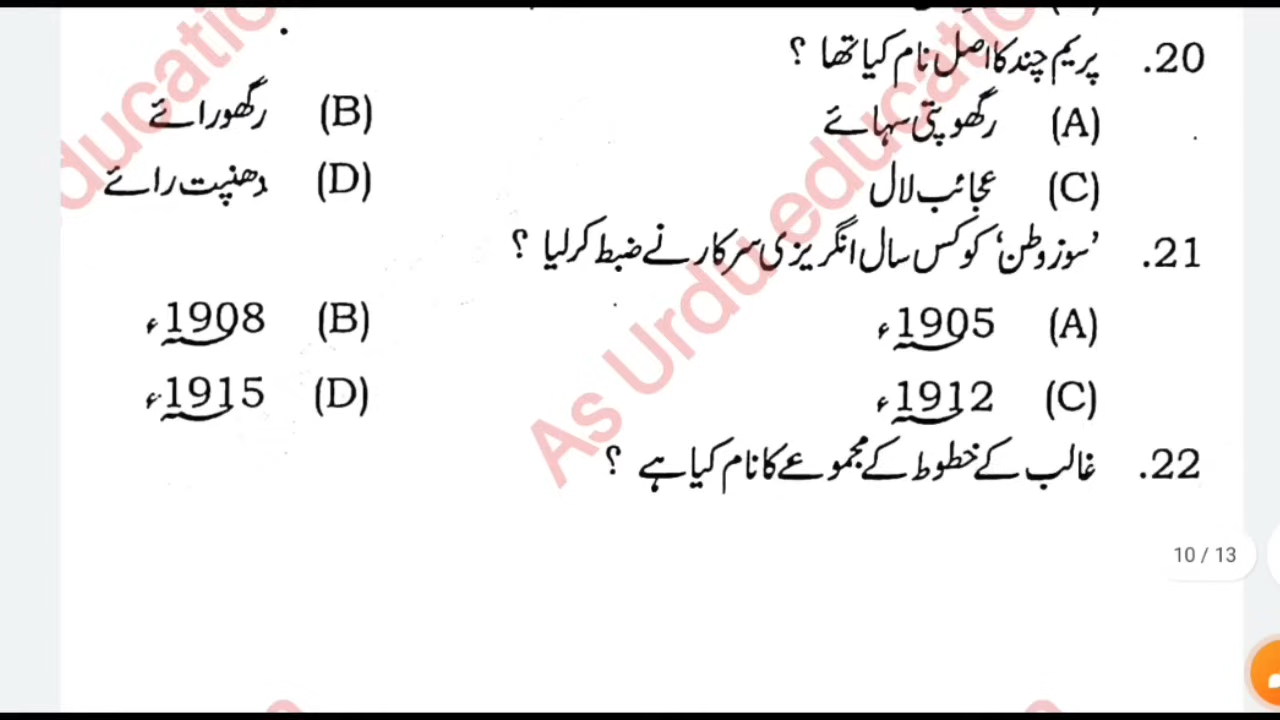 20. پریم چند کا اصل نام کیا تھا ؟
(A) رگھوپتی سہائے (B) رگھورائے
(C) عجائب لال (D) دھنپت رائے
21. ’سوز وطن‘ کو کس سال انگریزی سرکار نے ضبط کرلیا ؟
(A) 1905ء (B) 1908ء
(C) 1912ء (D) 1915ء
22. غالب کے خطوط کے مجموعے کا نام کیا ہے ؟
10 / 13
As Urdu educatio
ducatio